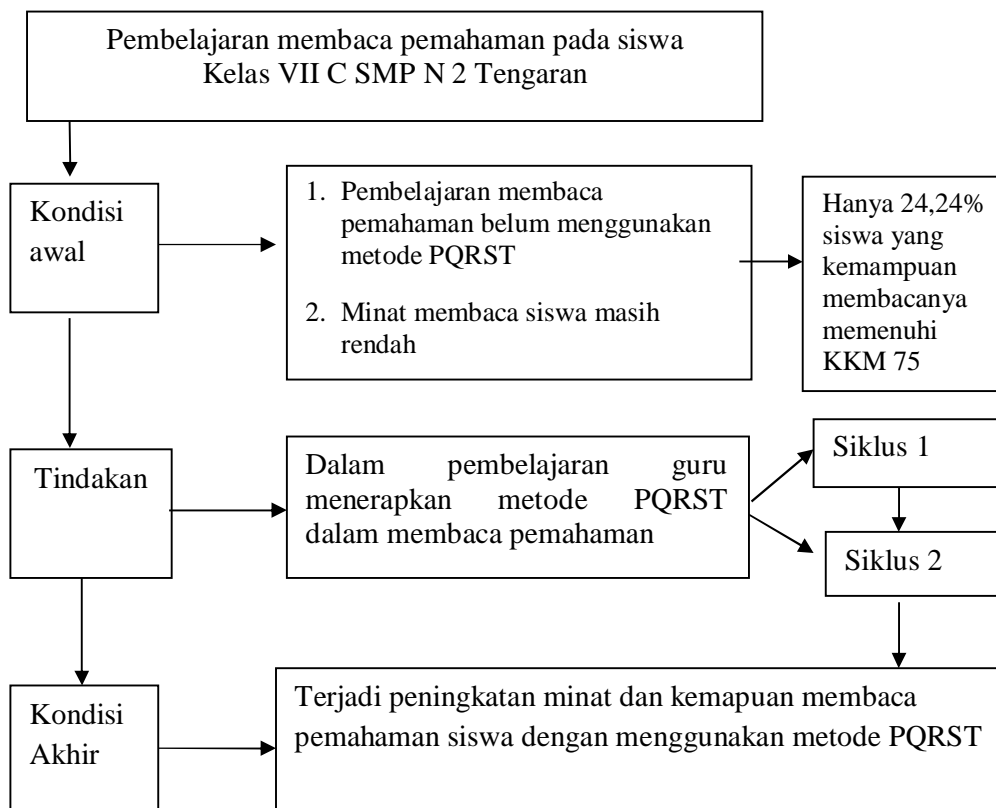 Pembelajaran membaca pemahaman pada siswa
Kelas VII C SMP N 2 Tengaran
Kondisi
awal
1. Pembelajaran membaca
pemahaman belum menggunakan
metode PQRST
2. Minat membaca siswa masih
rendah
Hanya 24,24%
siswa yang
kemampuan
membacanya
memenuhi
KKM 75
Tindakan
Dalam pembelajaran guru
menerapkan metode PQRST
dalam membaca pemahaman
Siklus 1
Siklus 2
Kondisi
Akhir
Terjadi peningkatan minat dan kemapuan membaca
pemahaman siswa dengan menggunakan metode PQRST